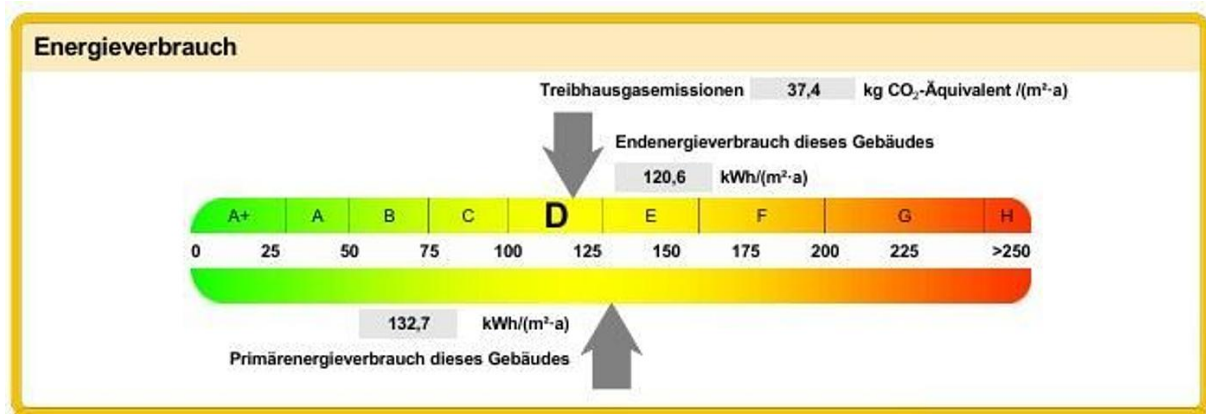 Energieverbrauch
Treibhausgasemissionen 37,4 kg CO₂-Äquivalent /(m²·a)
Endenergieverbrauch dieses Gebäudes
120,6 kWh/(m²·a)
A+ A B C D E F G H
0 25 50 75 100 125 150 175 200 225 >250
132,7 kWh/(m²·a)
Primärenergieverbrauch dieses Gebäudes